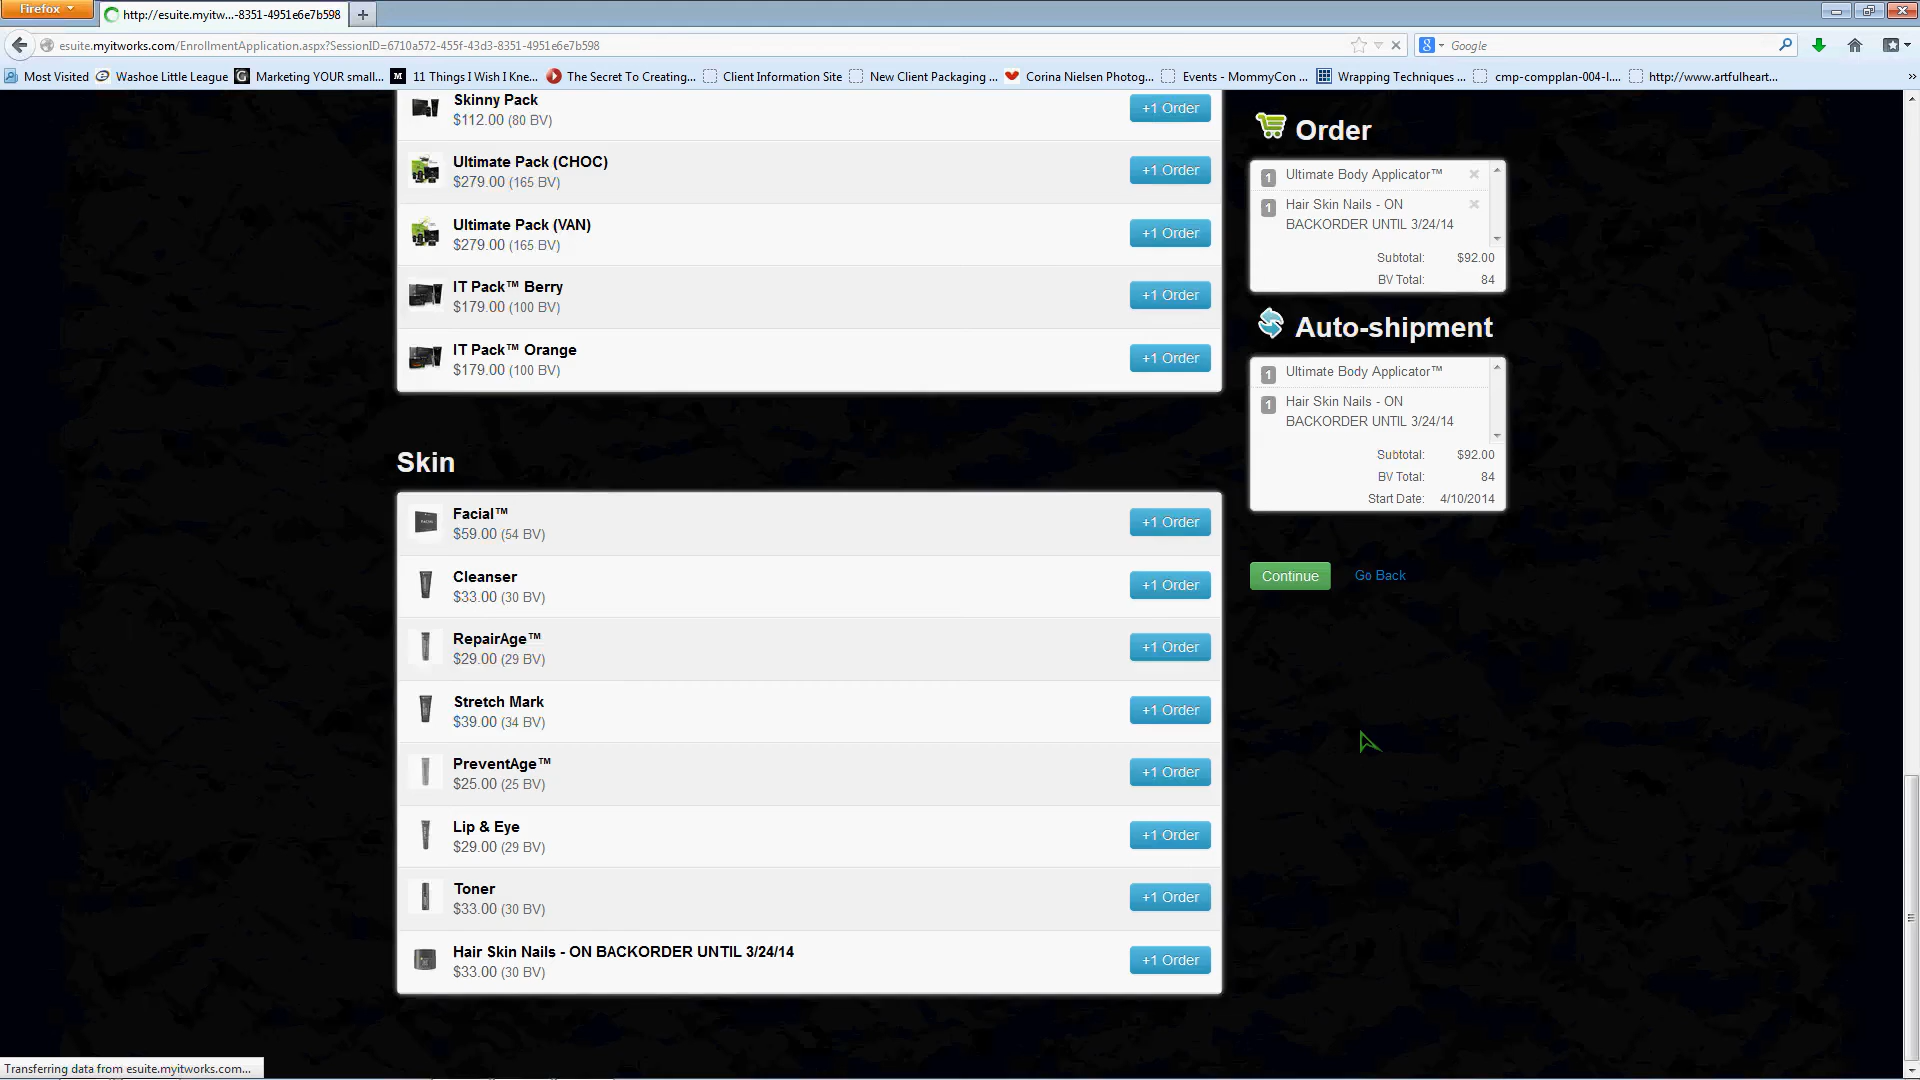 Firefox
http://esuite.myitw...-8351-4951e6e7b598
esuite.myitworks.com/EnrollmentApplication.aspx?SessionID=6710a572-455f-43d3-8351-4951e6e7b598
Google
Most Visited
Washoe Little League
Marketing YOUR small...
11 Things I Wish I Kne...
The Secret To Creating...
Client Information Site
New Client Packaging ...
Corina Nielsen Photog...
Events - MommyCon ...
Wrapping Techniques ...
cmp-compplan-004-l....
http://www.artfulheart...
Skinny Pack
$112.00 (80 BV)
+1 Order
Ultimate Pack (CHOC)
$279.00 (165 BV)
+1 Order
Ultimate Pack (VAN)
$279.00 (165 BV)
+1 Order
IT Pack™ Berry
$179.00 (100 BV)
+1 Order
IT Pack™ Orange
$179.00 (100 BV)
+1 Order
Skin
Facial™
$59.00 (54 BV)
+1 Order
Cleanser
$33.00 (30 BV)
+1 Order
RepairAge™
$29.00 (29 BV)
+1 Order
Stretch Mark
$39.00 (34 BV)
+1 Order
PreventAge™
$25.00 (25 BV)
+1 Order
Lip & Eye
$29.00 (29 BV)
+1 Order
Toner
$33.00 (30 BV)
+1 Order
Hair Skin Nails - ON BACKORDER UNTIL 3/24/14
$33.00 (30 BV)
+1 Order
Order
1 Ultimate Body Applicator™
1 Hair Skin Nails - ON
BACKORDER UNTIL 3/24/14
Subtotal: $92.00
BV Total: 84
Auto-shipment
1 Ultimate Body Applicator™
1 Hair Skin Nails - ON
BACKORDER UNTIL 3/24/14
Subtotal: $92.00
BV Total: 84
Start Date: 4/10/2014
Continue Go Back
Transferring data from esuite.myitworks.com...